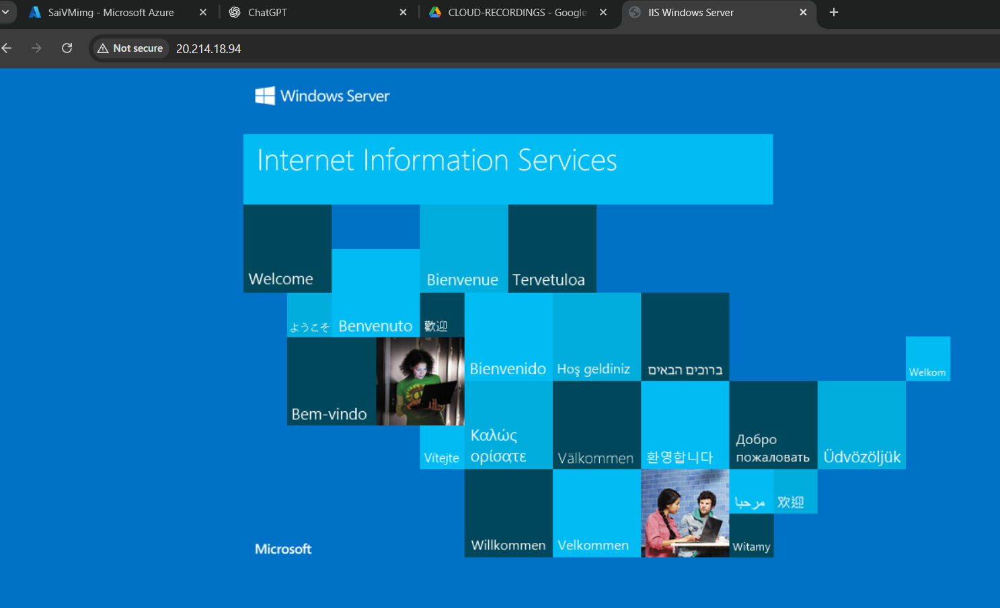 SaiVMimg - Microsoft Azure
ChatGPT
CLOUD-RECORDINGS - Google
IIS Windows Server
Not secure
20.214.18.94
Windows Server
Internet Information Services
Welcome
Bienvenue
Tervetuloa
ようこそ
Benvenuto
歡迎
Bienvenido
Hoş geldiniz
ברוכים הבאים
Welkom
Bem-vindo
Vítejte
Καλώς
ορίσατε
Välkommen
환영합니다
Добро
пожаловать
Üdvözöljük
Microsoft
Willkommen
Velkommen
مرحبا
欢迎
Witamy